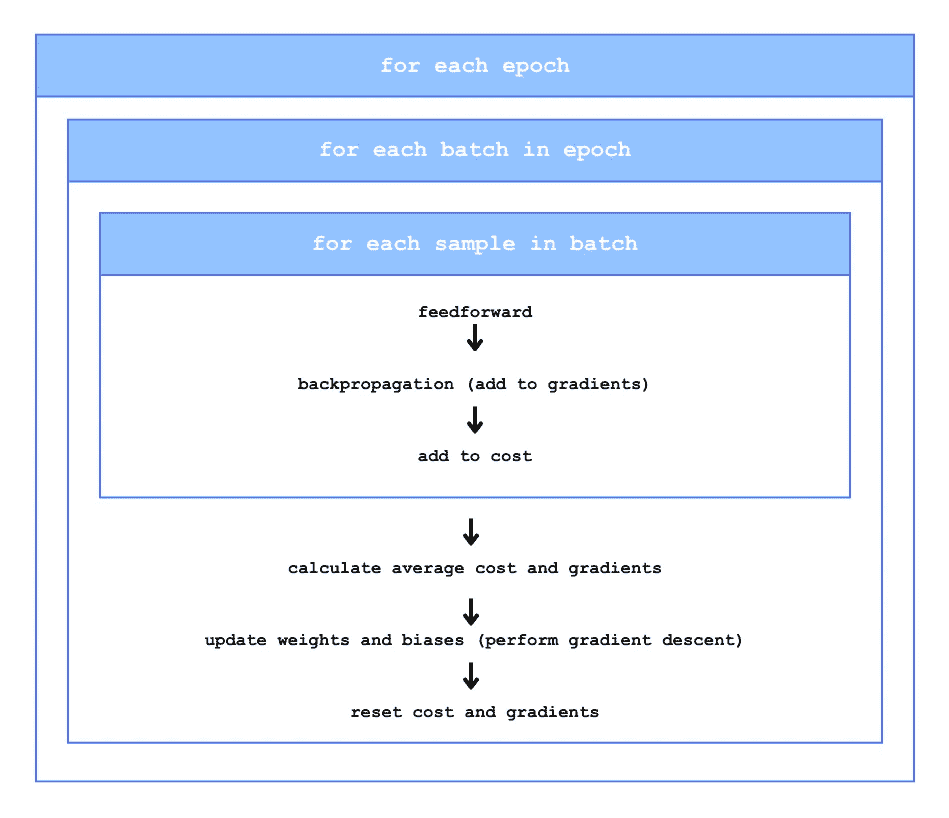 for each epoch
for each batch in epoch
for each sample in batch
feedforward
backpropagation (add to gradients)
add to cost
calculate average cost and gradients
update weights and biases (perform gradient descent)
reset cost and gradients